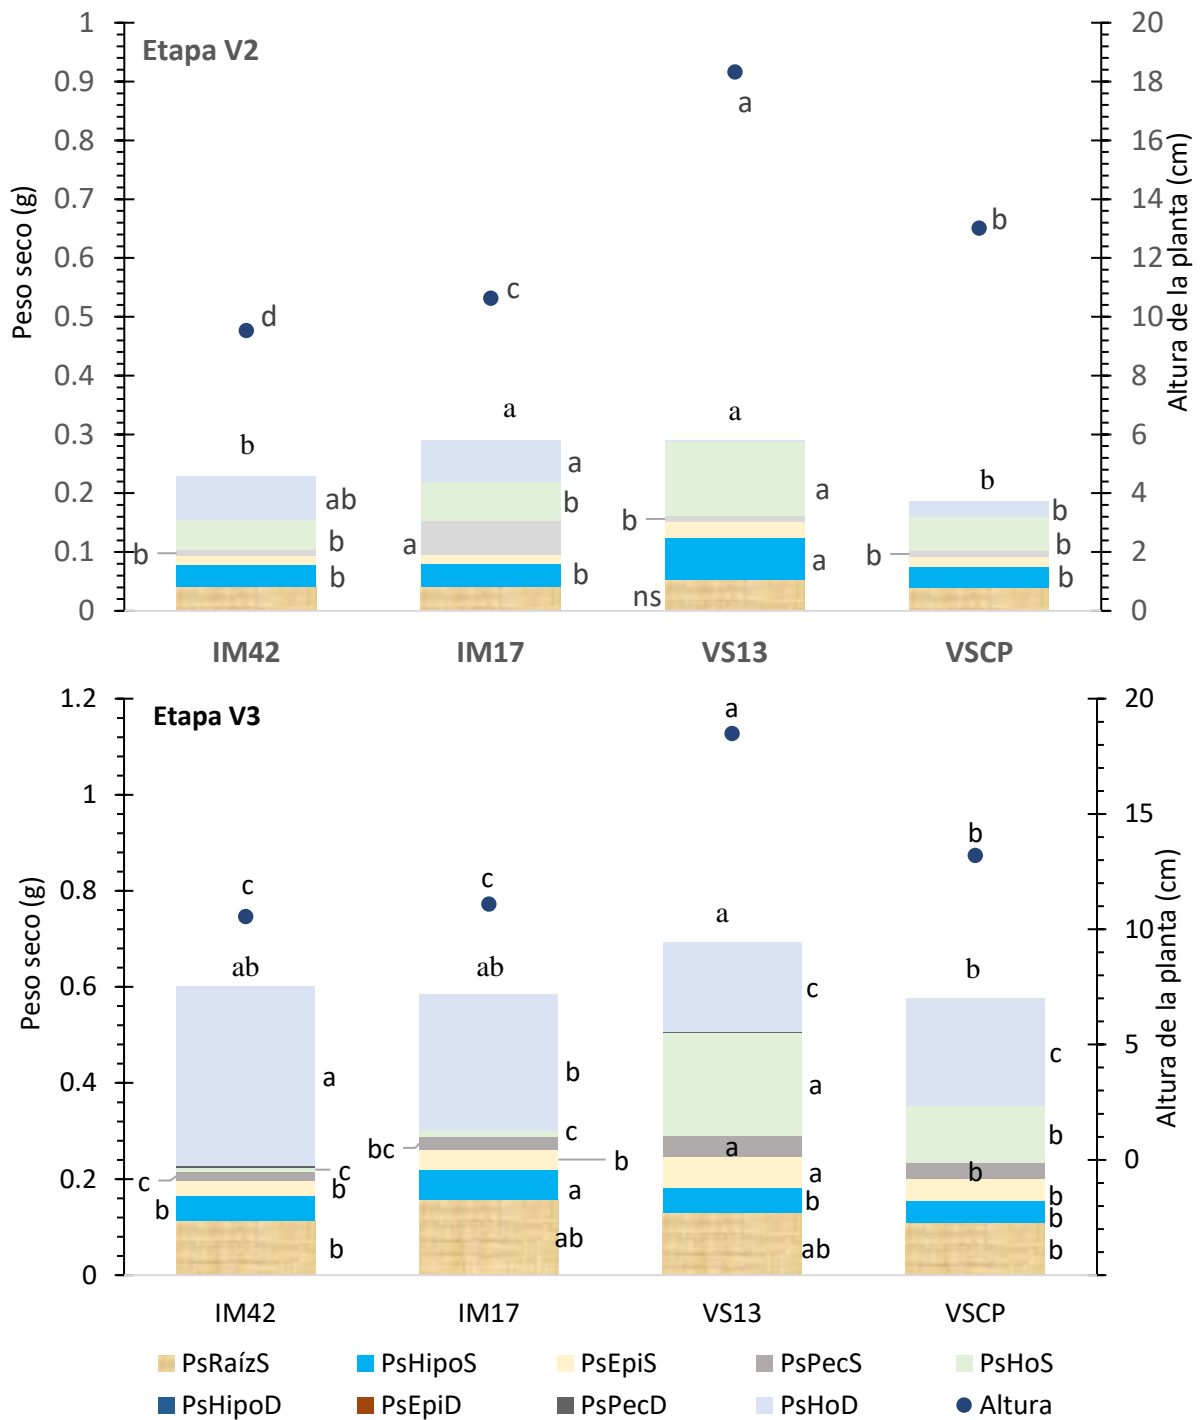 Etapa V2
Peso seco (g)
1
0.9
0.8
0.7
0.6
0.5
0.4
0.3
0.2
0.1
0
20
18
16
14
12
10
8
6
4
2
0
Altura de la planta (cm)
a
b
c
d
b
a
a
b
ab
b
b
b
a
b
a
b
a
b
a
ns
b
b
b
b
IM42 IM17 VS13 VSCP
Etapa V3
Peso seco (g)
1.2
1
0.8
0.6
0.4
0.2
0
20
15
10
5
0
Altura de la planta (cm)
a
b
c
c
a
ab
ab
b
a
c
c
b
b
b
b
c
bc
b
a
ab
c
a
a
a
b
ab
c
b
b
b
b
b
IM42 IM17 VS13 VSCP
PsRaízS PsHipoS PsEpiS PsPecS PsHoS
PsHipoD PsEpiD PsPecD PsHoD Altura